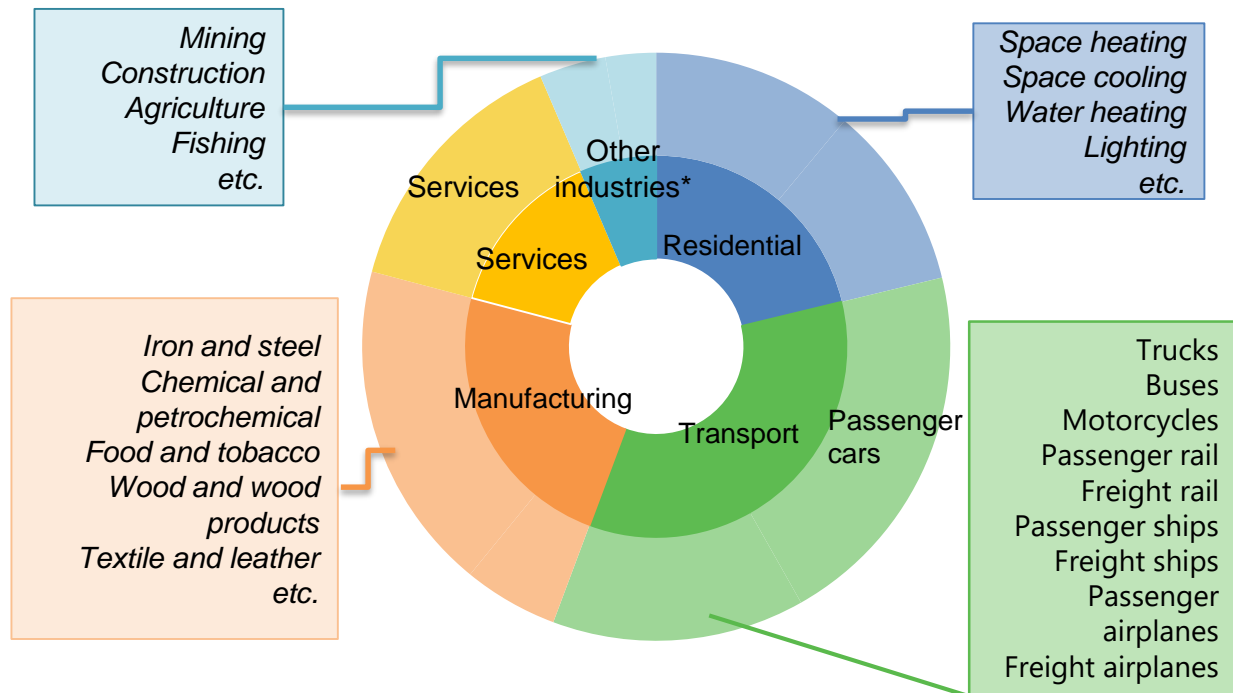 Mining
Construction
Agriculture
Fishing
etc.
Space heating
Space cooling
Water heating
Lighting
etc.
Other
industries*
Services
Services
Residential
Iron and steel
Chemical and
petrochemical
Food and tobacco
Wood and wood
products
Textile and leather
etc.
Manufacturing
Transport
Passenger
cars
Trucks
Buses
Motorcycles
Passenger rail
Freight rail
Passenger ships
Freight ships
Passenger
airplanes
Freight airplanes